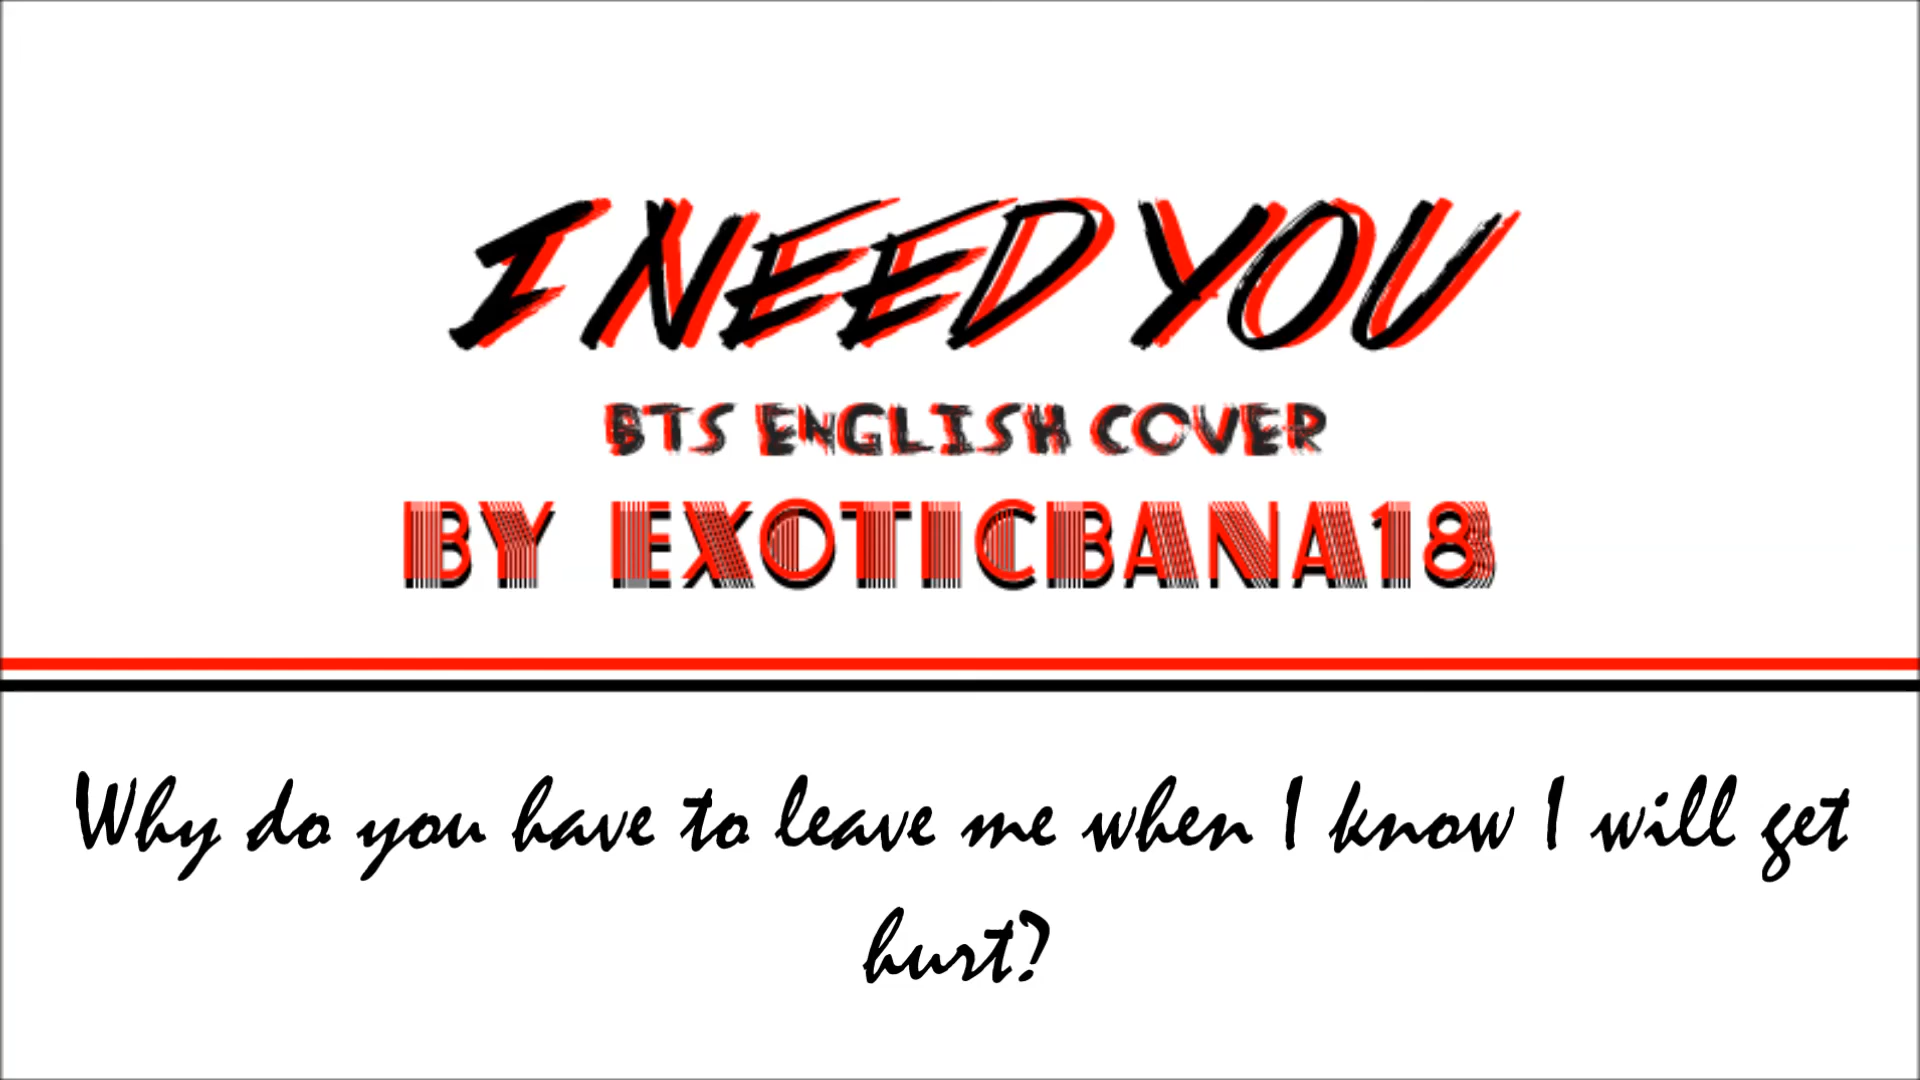 I NEED YOU
BTS ENGLISH COVER
BY EXOTICBANA18
Why do you have to leave me when I know I will get
hurt?